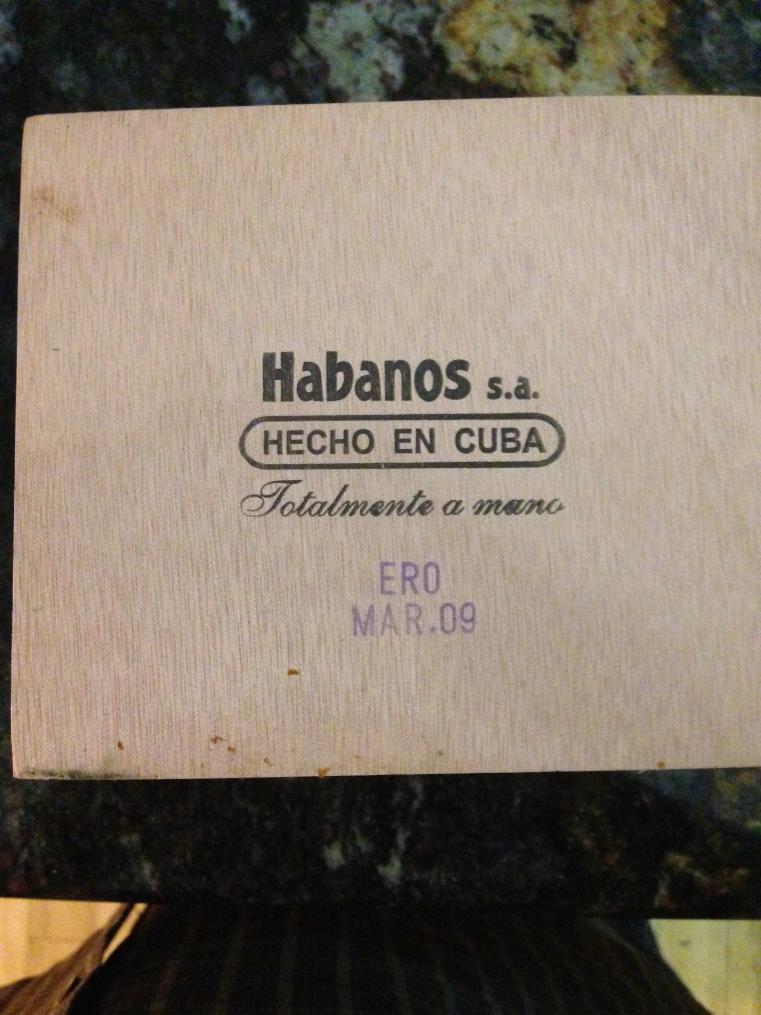 Habanos s.a.
HECHO EN CUBA
Totalmente a mano
ERO
MAR.09